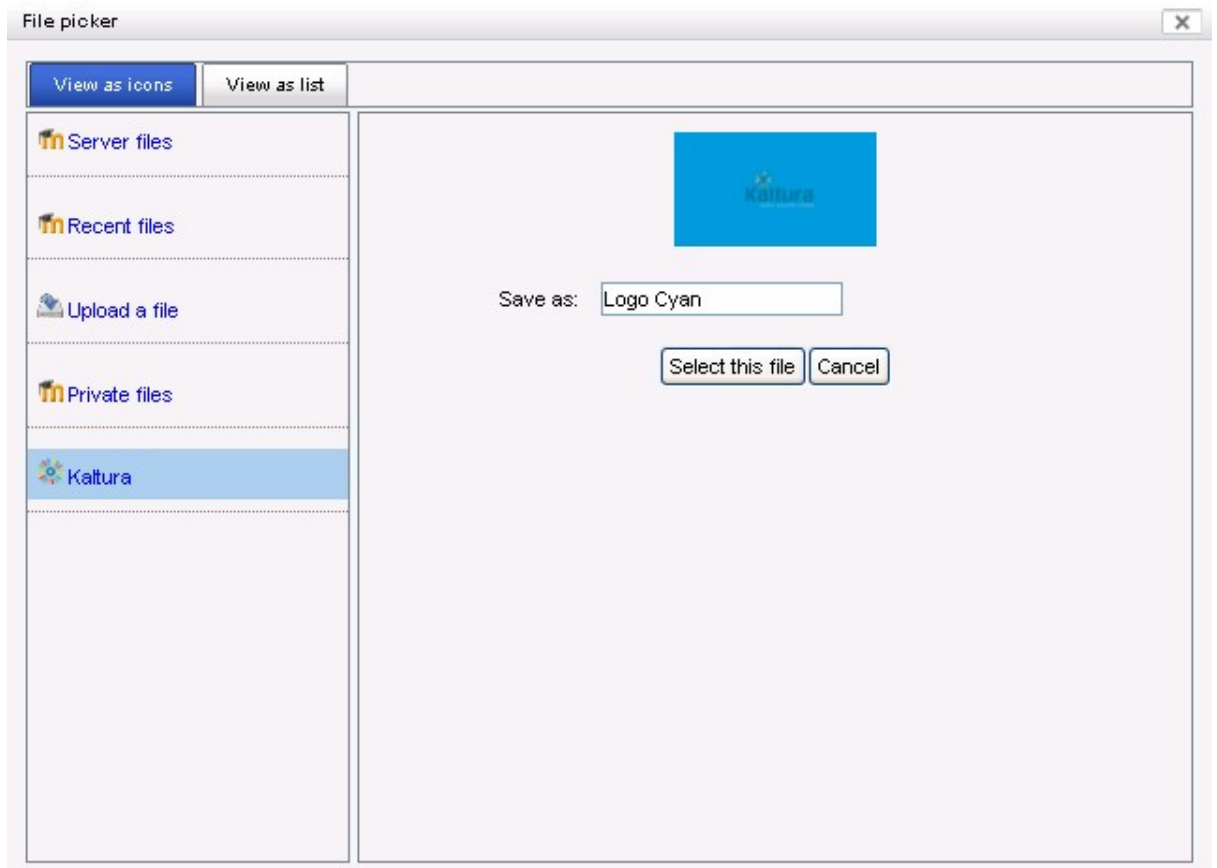 File picker
View as icons View as list
Server files
Recent files
Upload a file
Private files
Kaltura
Kaltura
Save as: Logo Cyan
Select this file Cancel